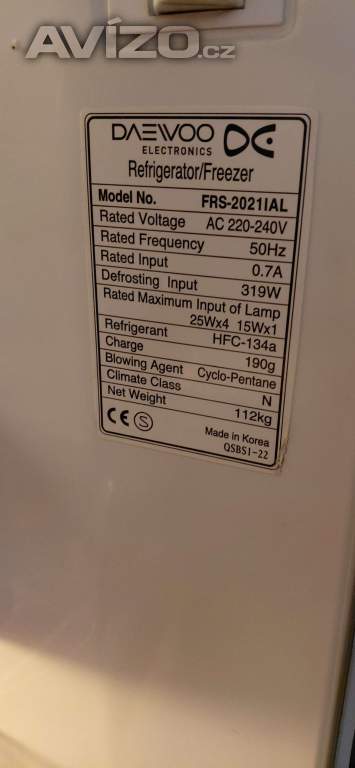 AVÍZO.cz
DAEWOO
ELECTRONICS
Refrigerator/Freezer
Model No. FRS-2021IAL
Rated Voltage AC 220-240V
Rated Frequency 50Hz
Rated Input 0.7A
Defrosting Input 319W
Rated Maximum Input of Lamp
25Wx4 15Wx1
Refrigerant HFC-134a
Charge 190g
Blowing Agent Cyclo-Pentane
Climate Class N
Net Weight 112kg
CE S
Made in Korea
QSBS1-22